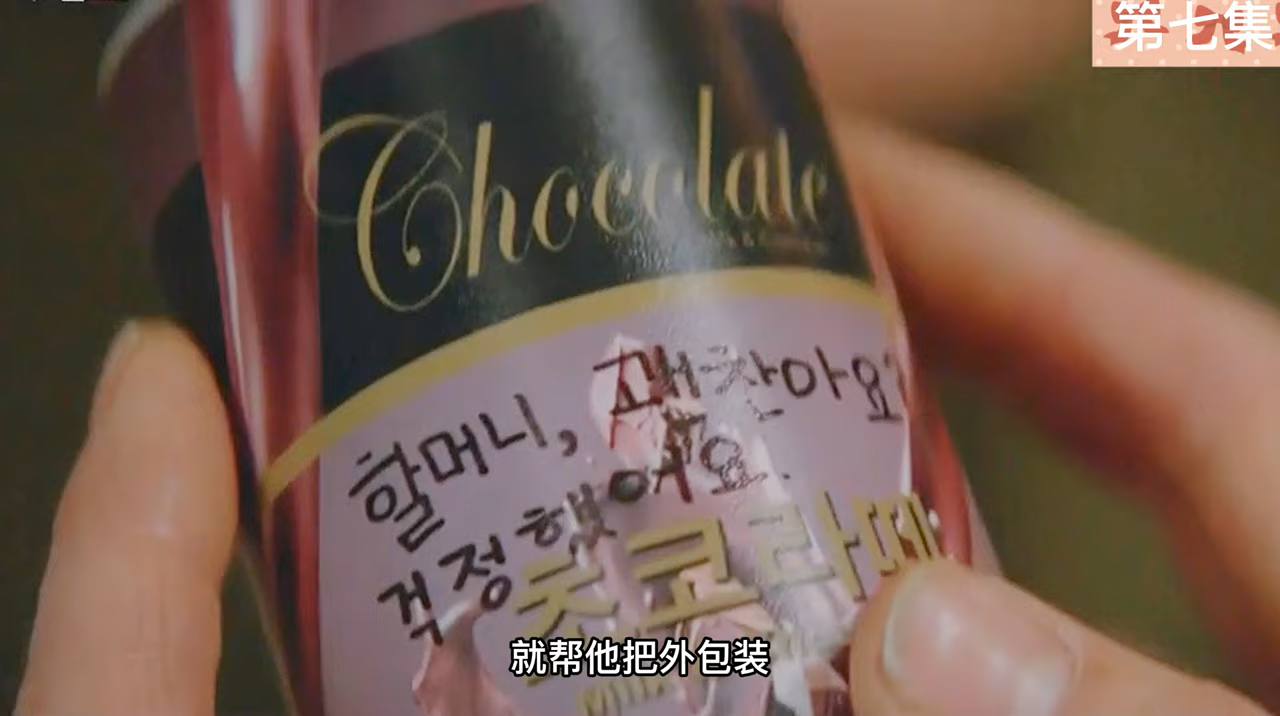 第七集
Chocolate
할머니, 괜찮아요?
걱정했어요.
초코라떼
就帮他把外包装